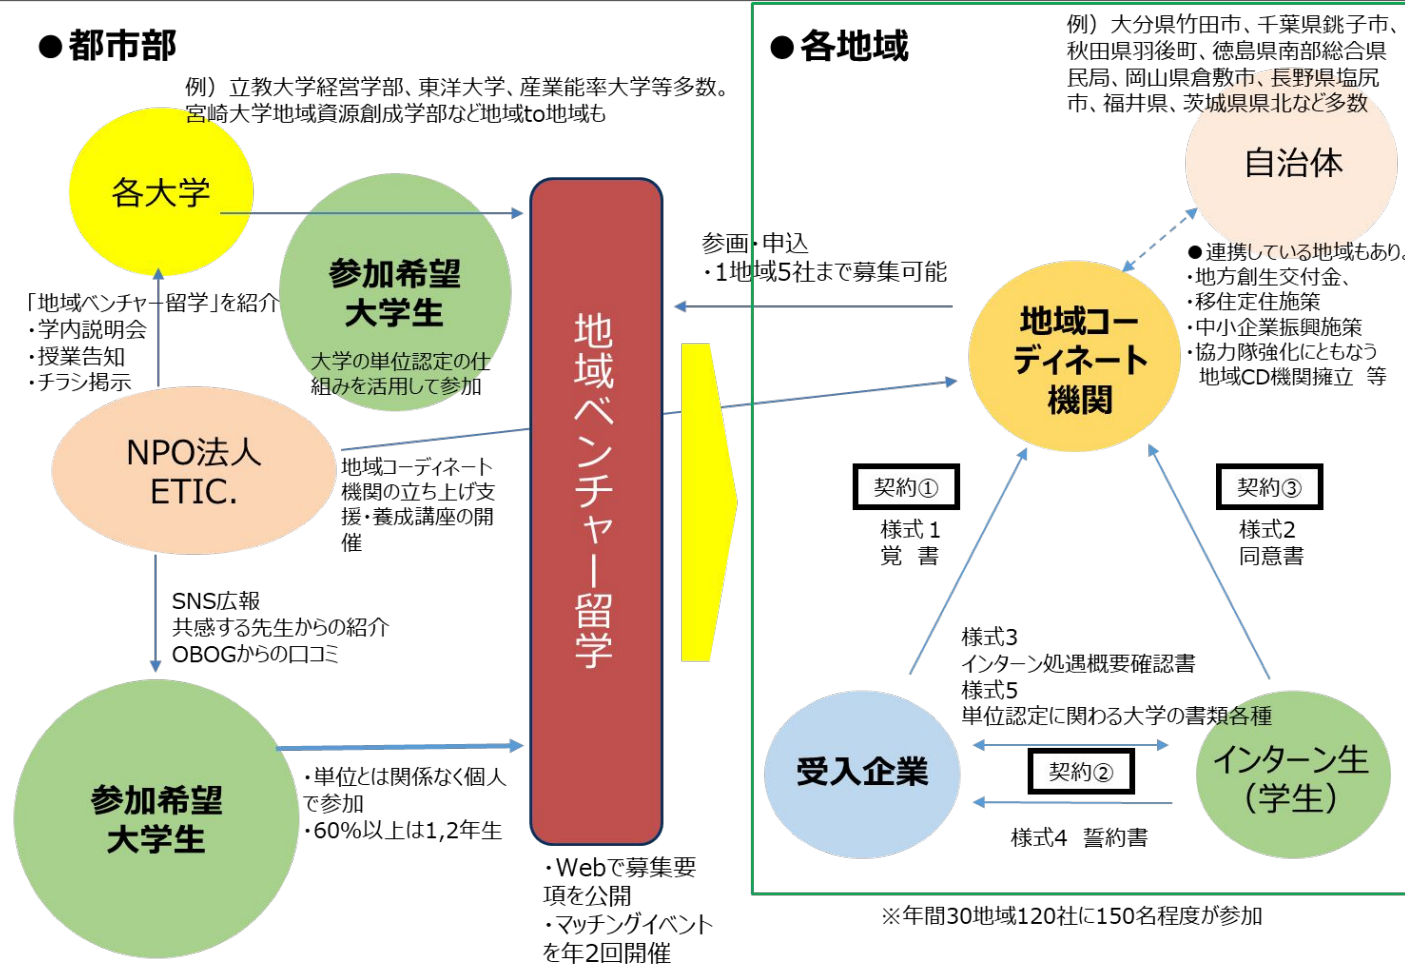 ●都市部
例）立教大学経営学部、東洋大学、産業能率大学等多数。
宮崎大学地域資源創成学部など地域to地域も
各大学
参加希望
大学生
大学の単位認定の仕
組みを活用して参加
「地域ベンチャー留学」を紹介
・学内説明会
・授業告知
・チラシ掲示
NPO法人
ETIC.
地域コーディネート
機関の立ち上げ支
援・養成講座の開
催
SNS広報
共感する先生からの紹介
OBOGからの口コミ
参加希望
大学生
・単位とは関係なく個人
で参加
・60%以上は1,2年生
地域ベンチャー留学
・Webで募集要
項を公開
・マッチングイベント
を年2回開催
●各地域
例）大分県竹田市、千葉県銚子市、
秋田県羽後町、徳島県南部総合県
民局、岡山県倉敷市、長野県塩尻
市、福井県、茨城県県北など多数
自治体
参画・申込
・1地域5社まで募集可能
地域コー
ディネート
機関
●連携している地域もあり。
・地方創生交付金、
・移住定住施策
・中小企業振興施策
・協力隊強化にともなう
地域CD機関擁立 等
契約①
様式1
覚 書
契約③
様式2
同意書
様式3
インターン処遇概要確認書
様式5
単位認定に関わる大学の書類各種
受入企業
契約②
インターン生
（学生）
様式4 誓約書
※年間30地域120社に150名程度が参加